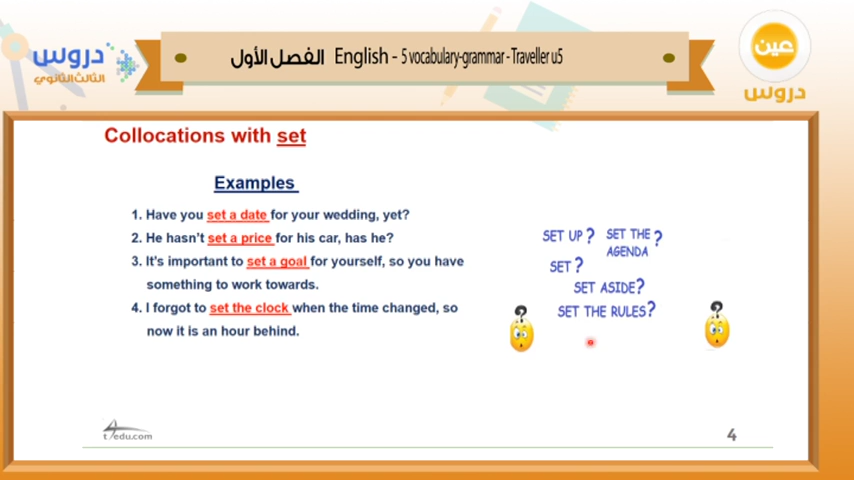 دروس
الثالث الثانوي
الفصل الأول English - 5 vocabulary-grammar - Traveller u5
عين
دروس
Collocations with set
Examples
1. Have you set a date for your wedding, yet?
2. He hasn't set a price for his car, has he?
3. It's important to set a goal for yourself, so you have
something to work towards.
4. I forgot to set the clock when the time changed, so
now it is an hour behind.
SET UP? SET THE AGENDA?
SET?
SET ASIDE?
SET THE RULES?
t4edu.com
4